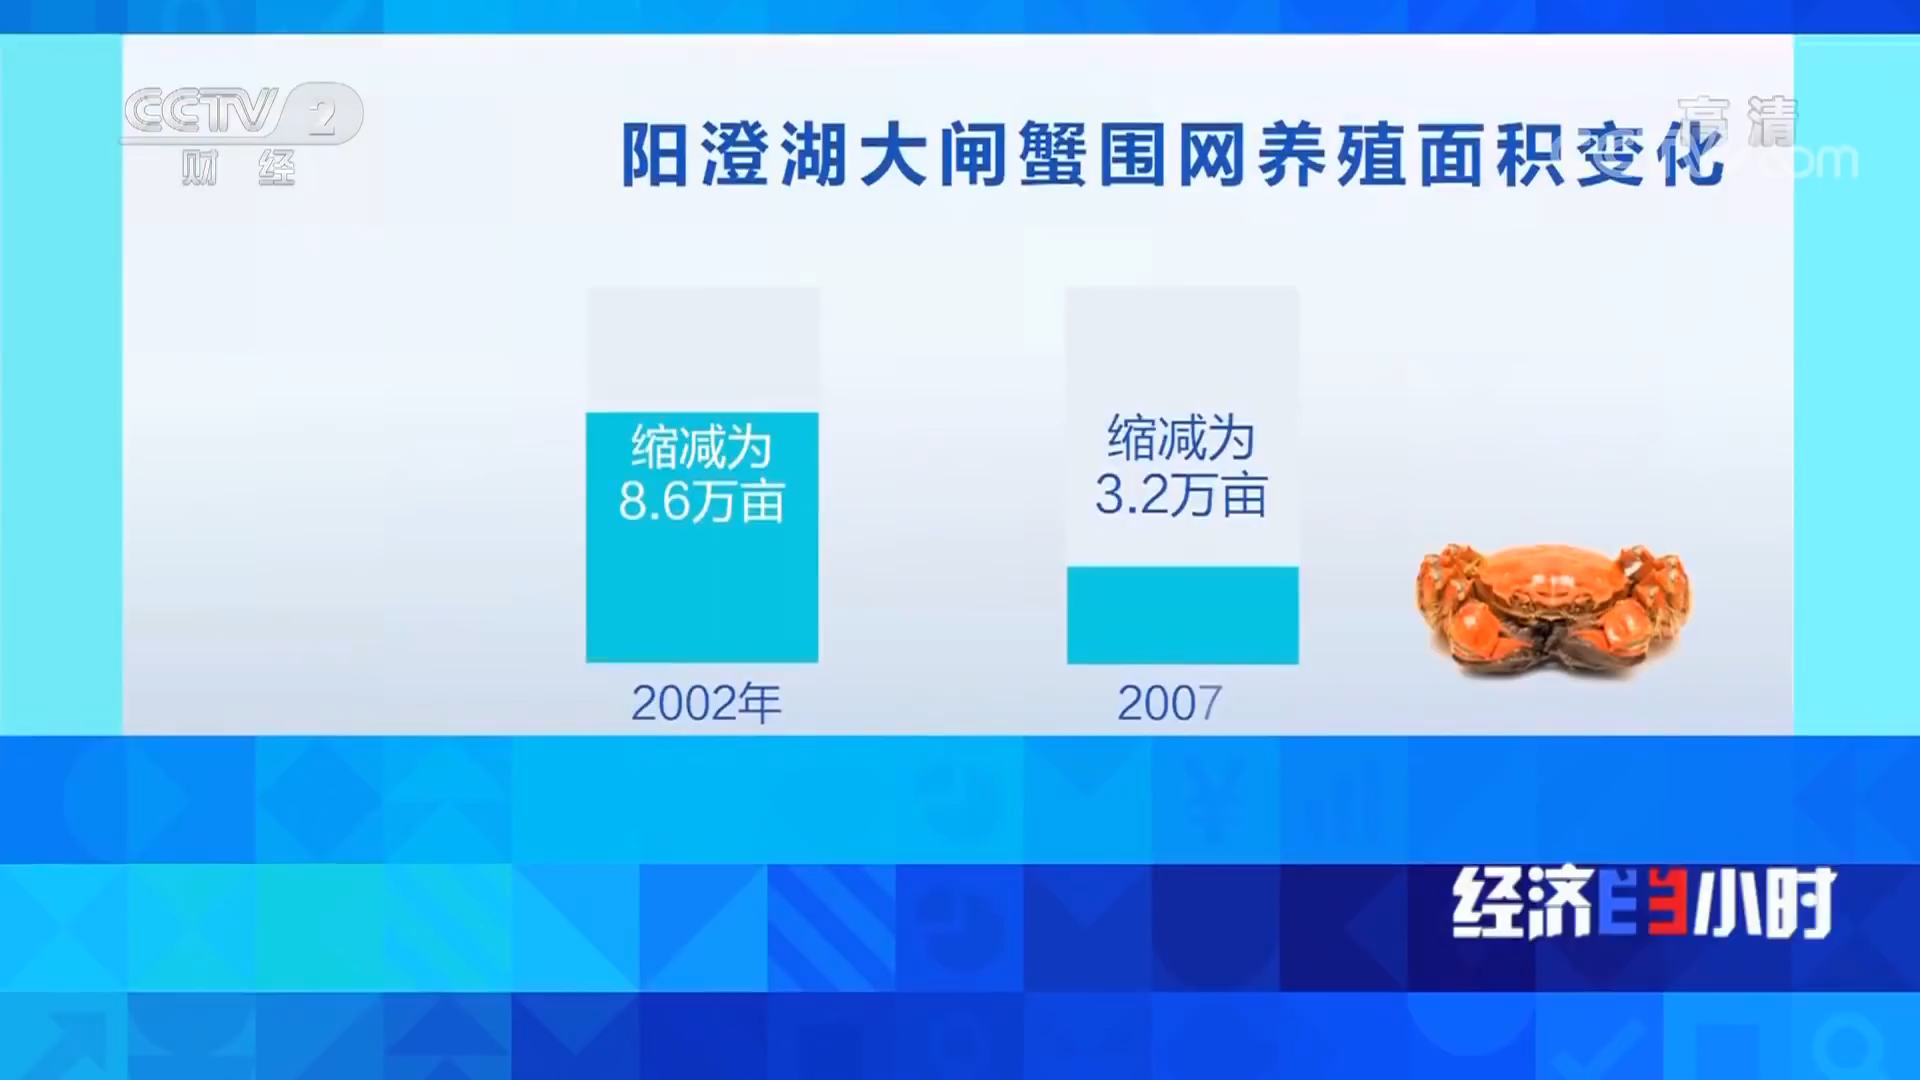 CCTV 2
财经
高清
阳澄湖大闸蟹围网养殖面积变化
缩减为
8.6万亩
缩减为
3.2万亩
2002年
2007
经济半小时